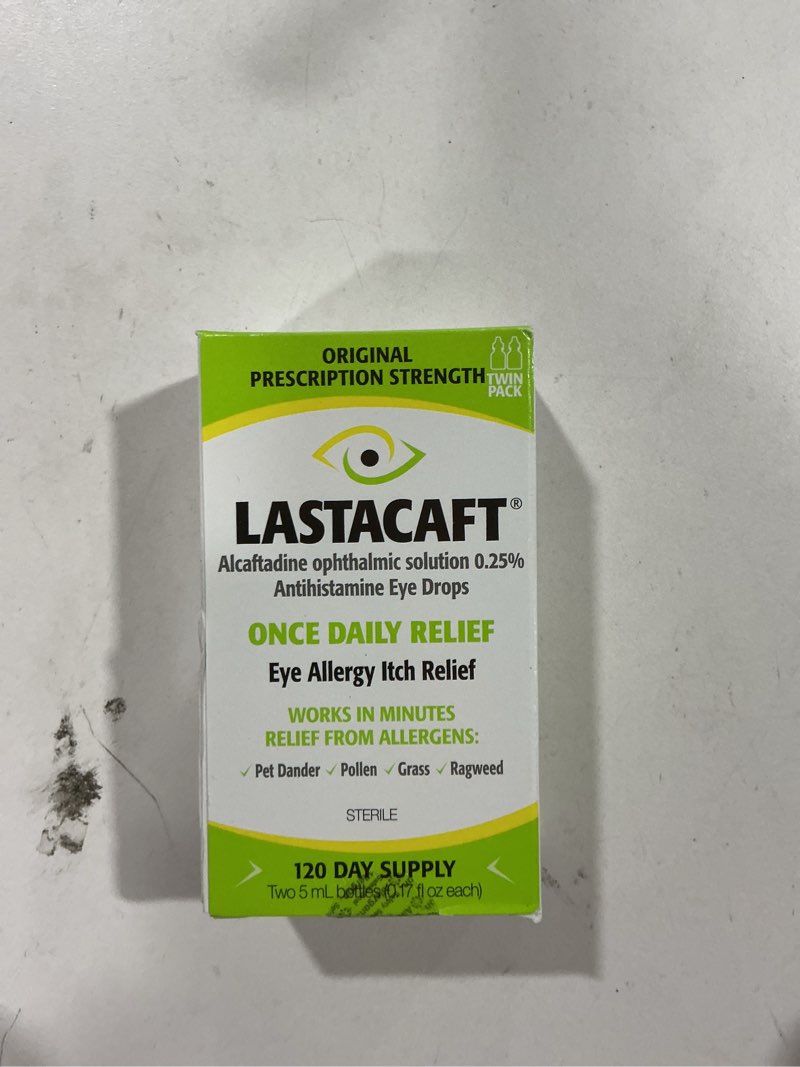 ORIGINAL
PRESCRIPTION STRENGTH
TWIN
PACK
LASTACAFT®
Alcaftadine ophthalmic solution 0.25%
Antihistamine Eye Drops
ONCE DAILY RELIEF
Eye Allergy Itch Relief
WORKS IN MINUTES
RELIEF FROM ALLERGENS:
✓ Pet Dander ✓ Pollen ✓ Grass ✓ Ragweed
STERILE
120 DAY SUPPLY
Two 5 mL bottles (0.17 fl oz each)